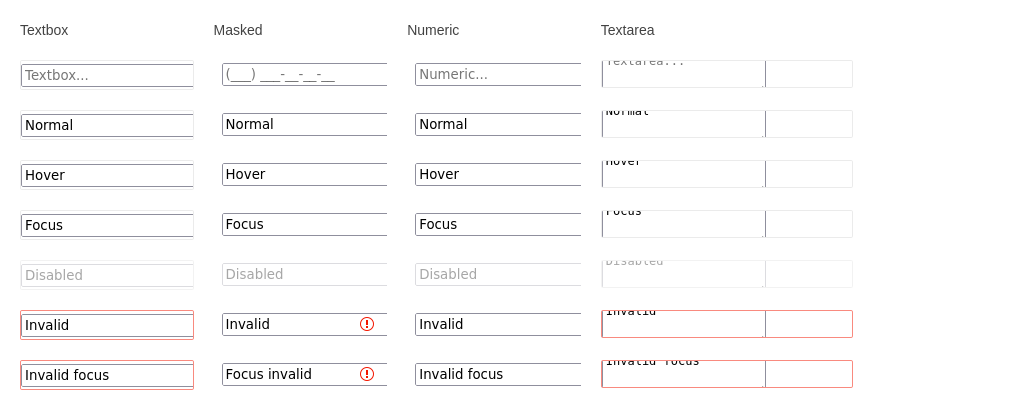 Textbox Masked Numeric Textarea
Textbox... (___) ___-__-__-__ Numeric... Textarea...
Normal Normal Normal Normal
Hover Hover Hover Hover
Focus Focus Focus Focus
Disabled Disabled Disabled Disabled
Invalid Invalid Invalid Invalid
Invalid focus Focus invalid Invalid focus Invalid focus